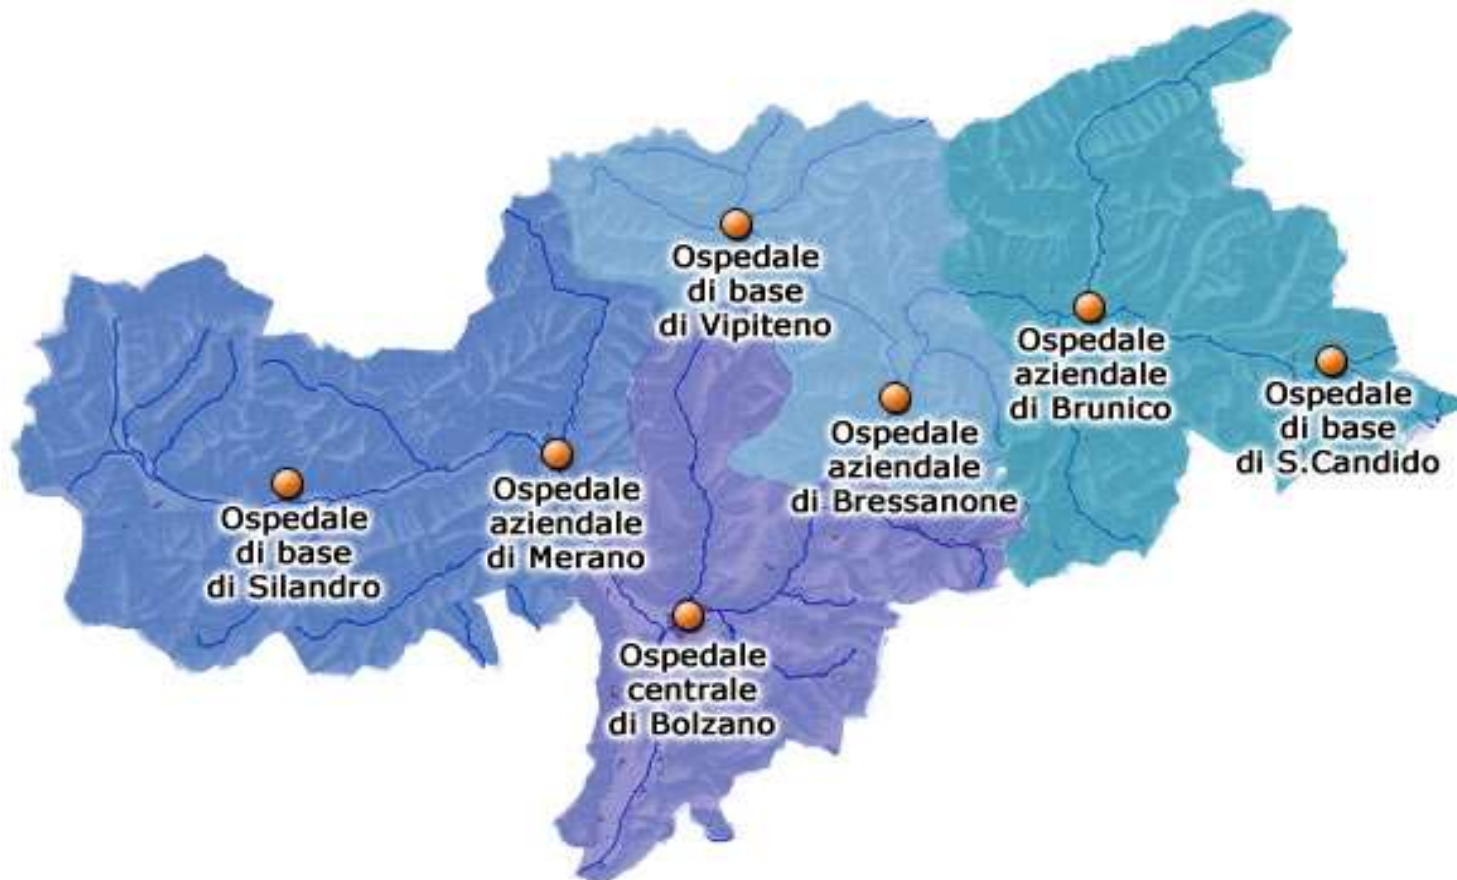 Ospedale
di base
di Vipiteno
Ospedale
aziendale
di Brunico
Ospedale
di base
di S.Candido
Ospedale
aziendale
di Bressanone
Ospedale
aziendale
di Merano
Ospedale
di base
di Silandro
Ospedale
centrale
di Bolzano